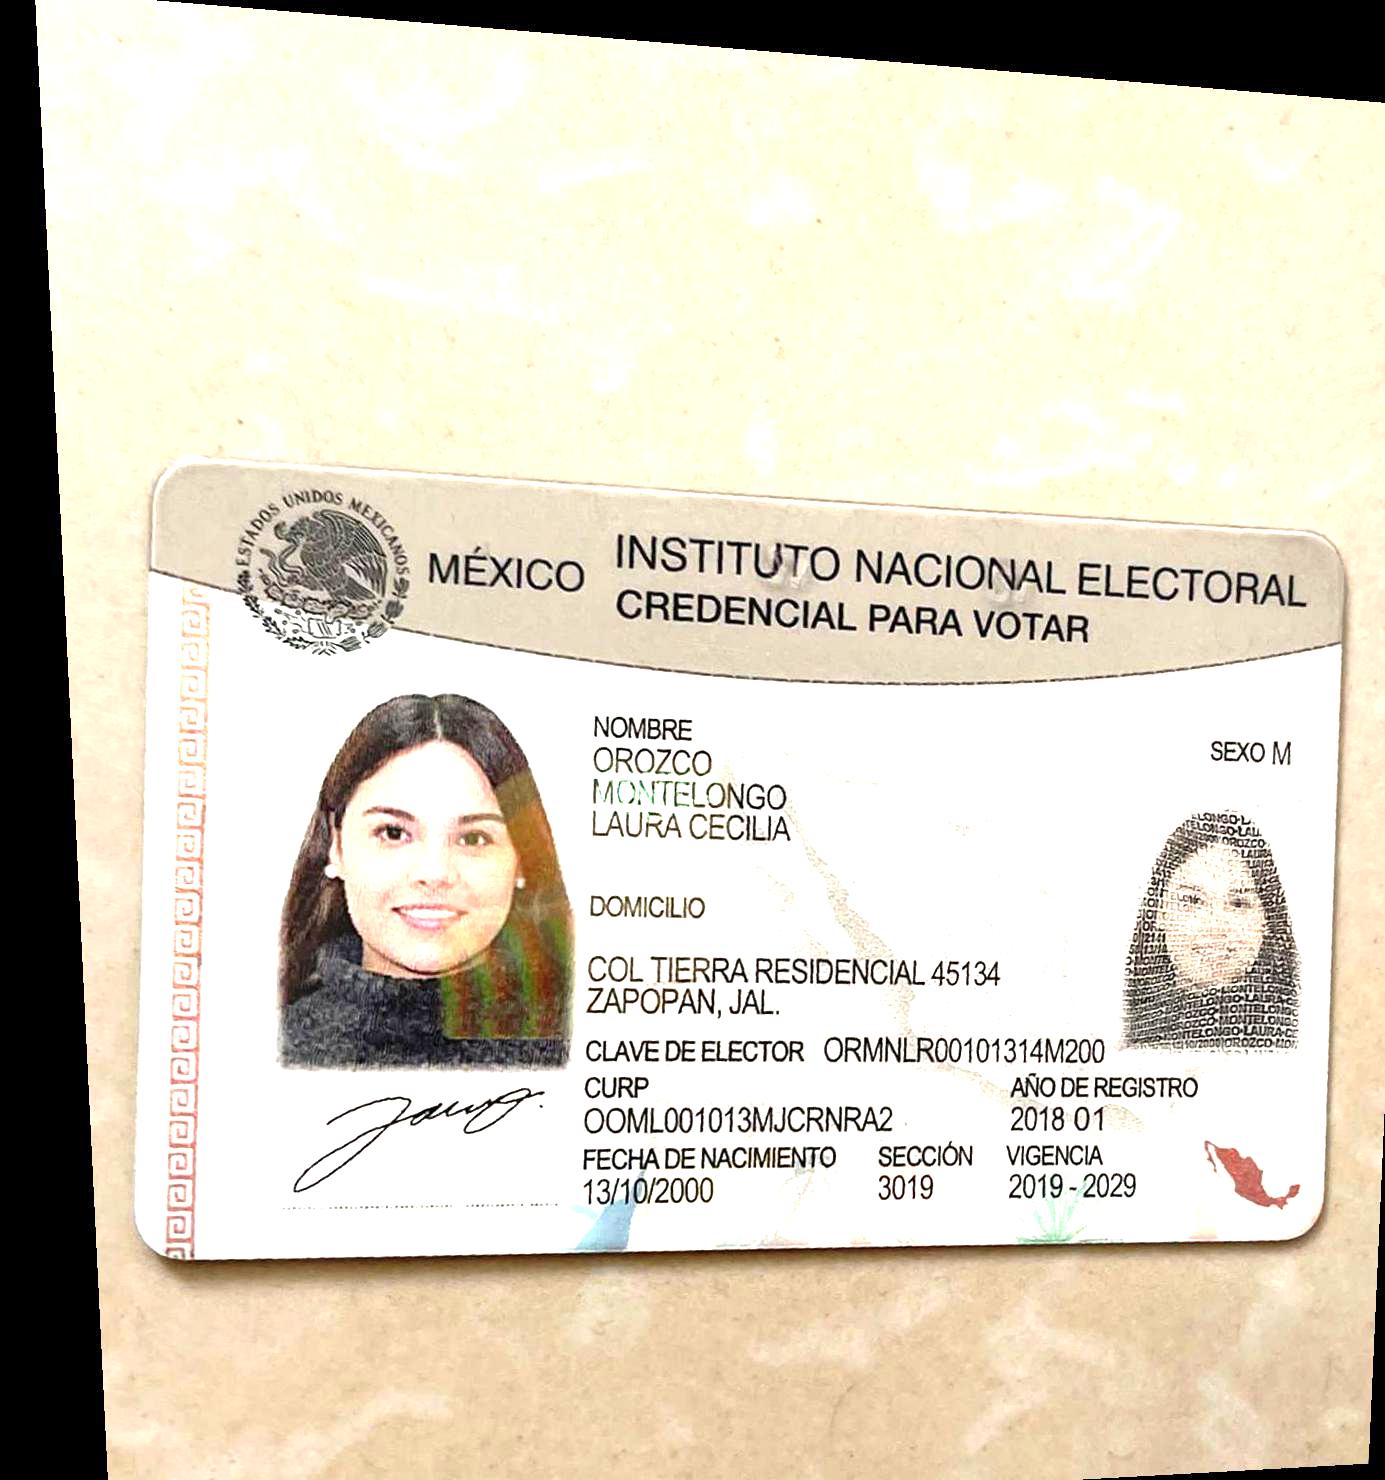 ESTADOS UNIDOS MEXICANOS
MÉXICO
INSTITUTO NACIONAL ELECTORAL
CREDENCIAL PARA VOTAR
NOMBRE
OROZCO
MONTELONGO
LAURA CECILIA
SEXO M
DOMICILIO
COL TIERRA RESIDENCIAL 45134
ZAPOPAN, JAL.
CLAVE DE ELECTOR ORMNLR00101314M200
CURP
OOML001013MJCRNRA2
AÑO DE REGISTRO
2018 01
FECHA DE NACIMIENTO
13/10/2000
SECCIÓN
3019
VIGENCIA
2019 - 2029